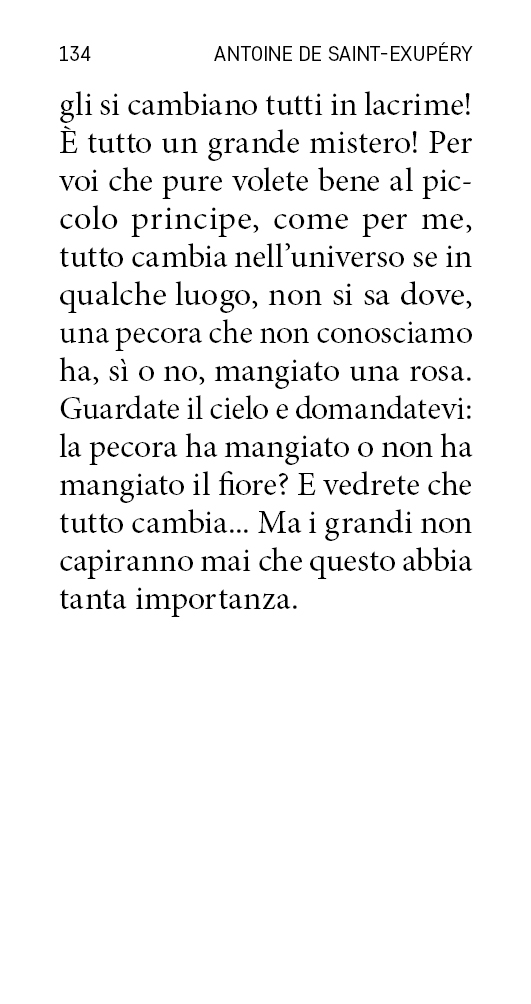 134 ANTOINE DE SAINT-EXUPÉRY
gli si cambiano tutti in lacrime!
È tutto un grande mistero! Per
voi che pure volete bene al pic-
colo principe, come per me,
tutto cambia nell’universo se in
qualche luogo, non si sa dove,
una pecora che non conosciamo
ha, sì o no, mangiato una rosa.
Guardate il cielo e domandatevi:
la pecora ha mangiato o non ha
mangiato il fiore? E vedrete che
tutto cambia... Ma i grandi non
capiranno mai che questo abbia
tanta importanza.